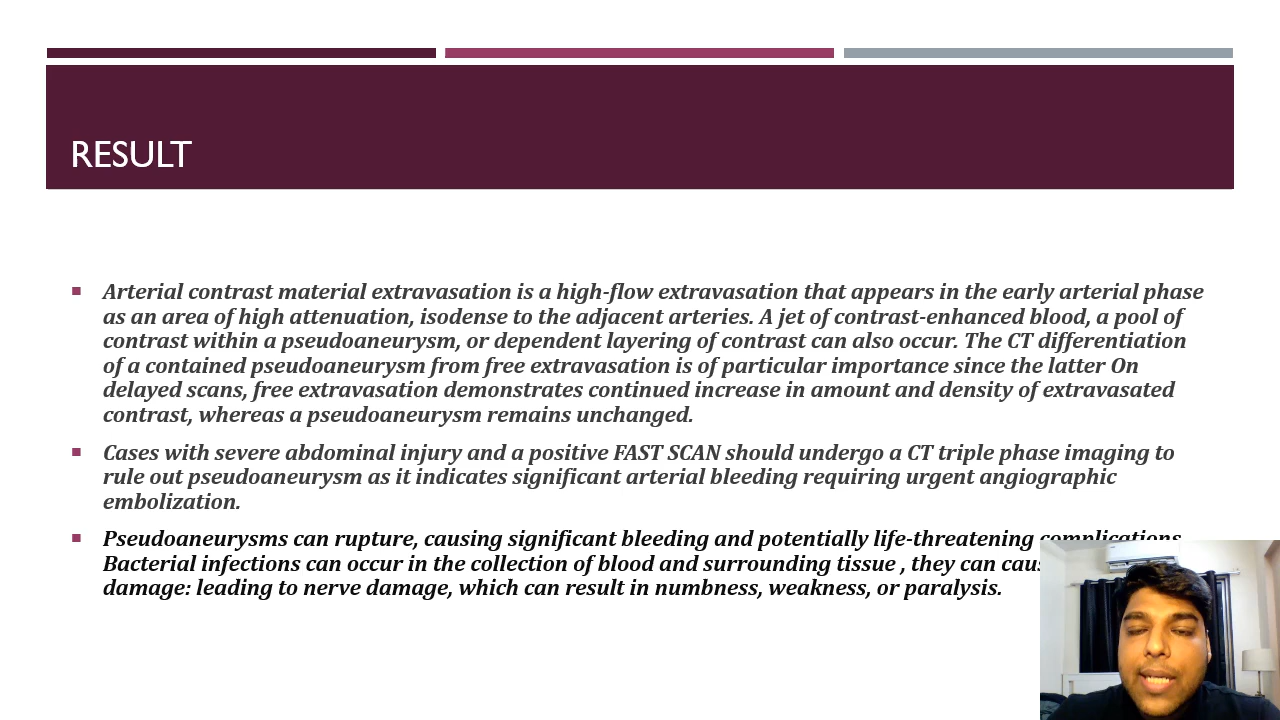 RESULT
Arterial contrast material extravasation is a high-flow extravasation that appears in the early arterial phase
as an area of high attenuation, isodense to the adjacent arteries. A jet of contrast-enhanced blood, a pool of
contrast within a pseudoaneurysm, or dependent layering of contrast can also occur. The CT differentiation
of a contained pseudoaneurysm from free extravasation is of particular importance since the latter On
delayed scans, free extravasation demonstrates continued increase in amount and density of extravasated
contrast, whereas a pseudoaneurysm remains unchanged.
Cases with severe abdominal injury and a positive FAST SCAN should undergo a CT triple phase imaging to
rule out pseudoaneurysm as it indicates significant arterial bleeding requiring urgent angiographic
embolization.
Pseudoaneurysms can rupture, causing significant bleeding and potentially life-threatening complications
Bacterial infections can occur in the collection of blood and surrounding tissue , they can
damage: leading to nerve damage, which can result in numbness, weakness, or paralysis.